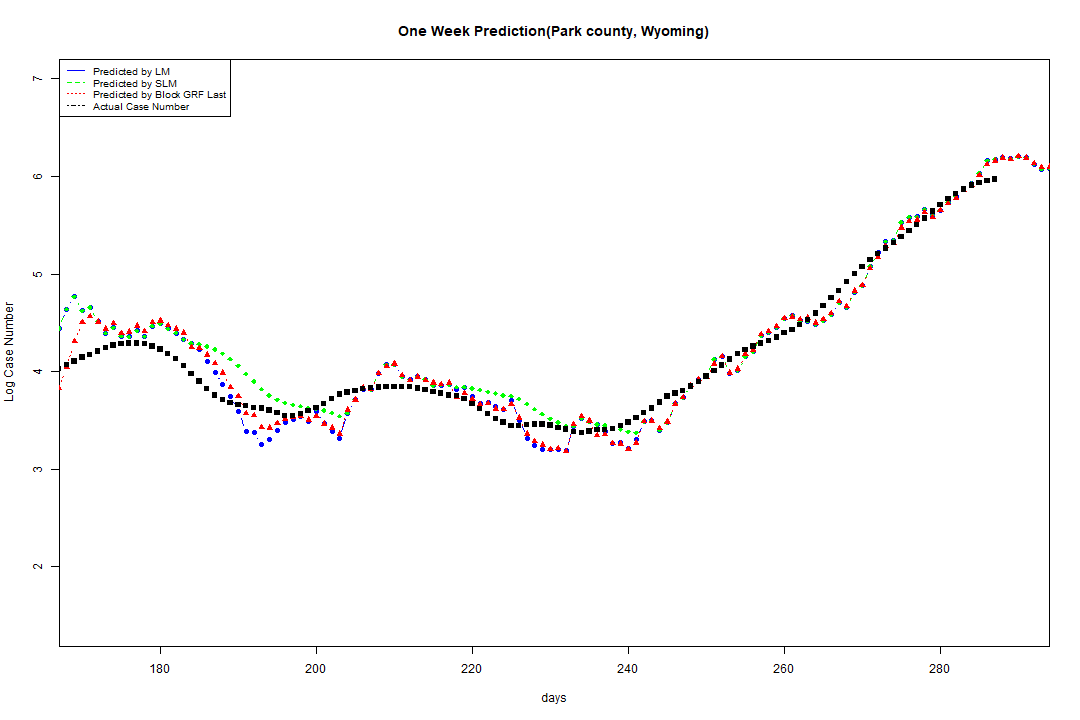 One Week Prediction(Park county, Wyoming)
Predicted by LM
Predicted by SLM
Predicted by Block GRF Last
Actual Case Number
7
6
5
4
3
2
Log Case Number
180 200 220 240 260 280
days